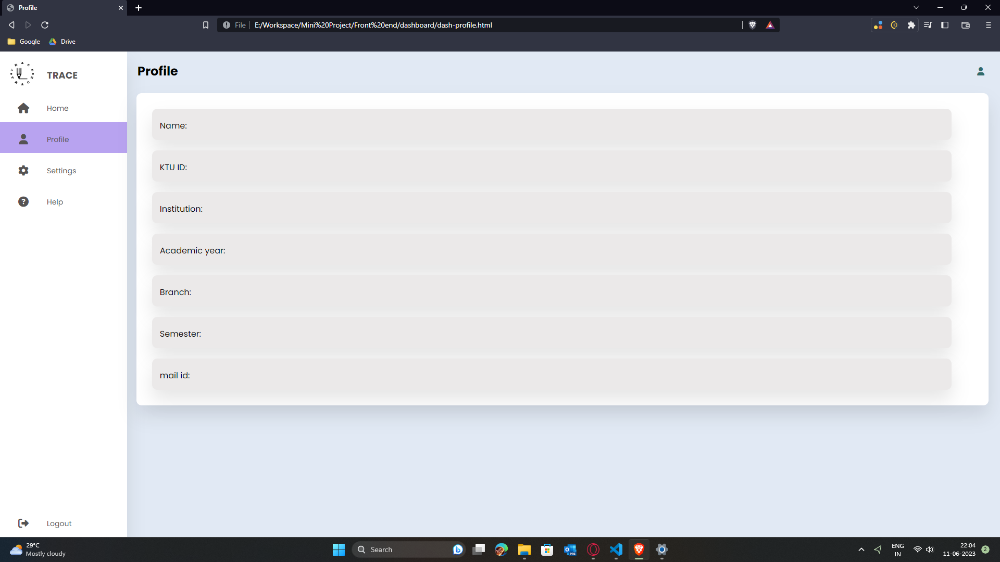 Profile
File
E:/Workspace/Mini%20Project/Front%20end/dashboard/dash-profile.html
Google
Drive
TRACE
Profile
Home
Profile
Settings
Help
Name:
KTU ID:
Institution:
Academic year:
Branch:
Semester:
mail id:
Logout
29°C
Mostly cloudy
Search
PRE
ENG
IN
22:04
11-06-2023
2